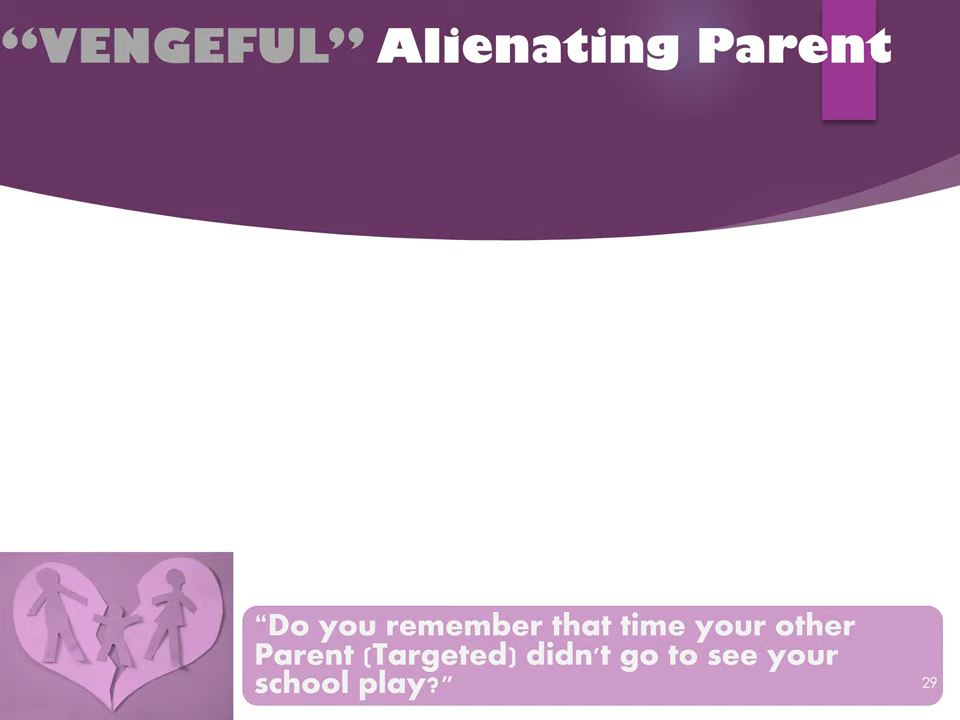 “VENGEFUL” Alienating Parent
“Do you remember that time your other
Parent (Targeted) didn't go to see your
school play?”
29